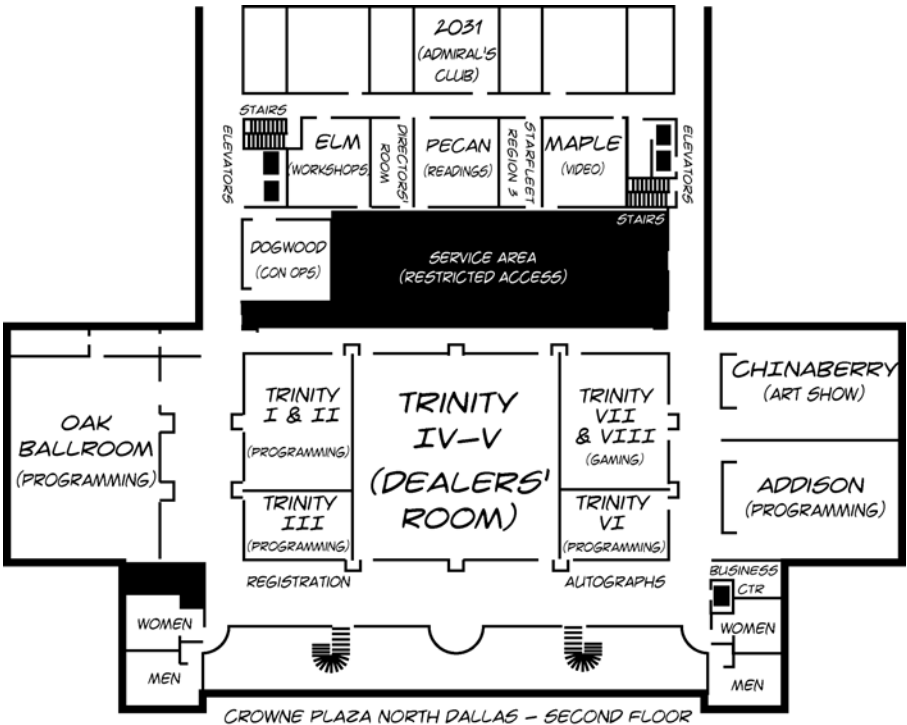 2031
(ADMIRAL'S
CLUB)
STAIRS
ELEVATORS
ELM
(WORKSHOPS)
DIRECTORS'
ROOM
PECAN
(READINGS)
STARFLEET
REGION 3
MAPLE
(VIDEO)
ELEVATORS
STAIRS
DOGWOOD
(CON OPS)
SERVICE AREA
(RESTRICTED ACCESS)
OAK
BALLROOM
(PROGRAMMING)
TRINITY
I & II
(PROGRAMMING)
TRINITY
III
(PROGRAMMING)
TRINITY
IV-V
(DEALERS'
ROOM)
TRINITY
VII
& VIII
(GAMING)
TRINITY
VI
(PROGRAMMING)
CHINABERRY
(ART SHOW)
ADDISON
(PROGRAMMING)
REGISTRATION
AUTOGRAPHS
BUSINESS
CTR
WOMEN
MEN
WOMEN
MEN
CROWNE PLAZA NORTH DALLAS - SECOND FLOOR